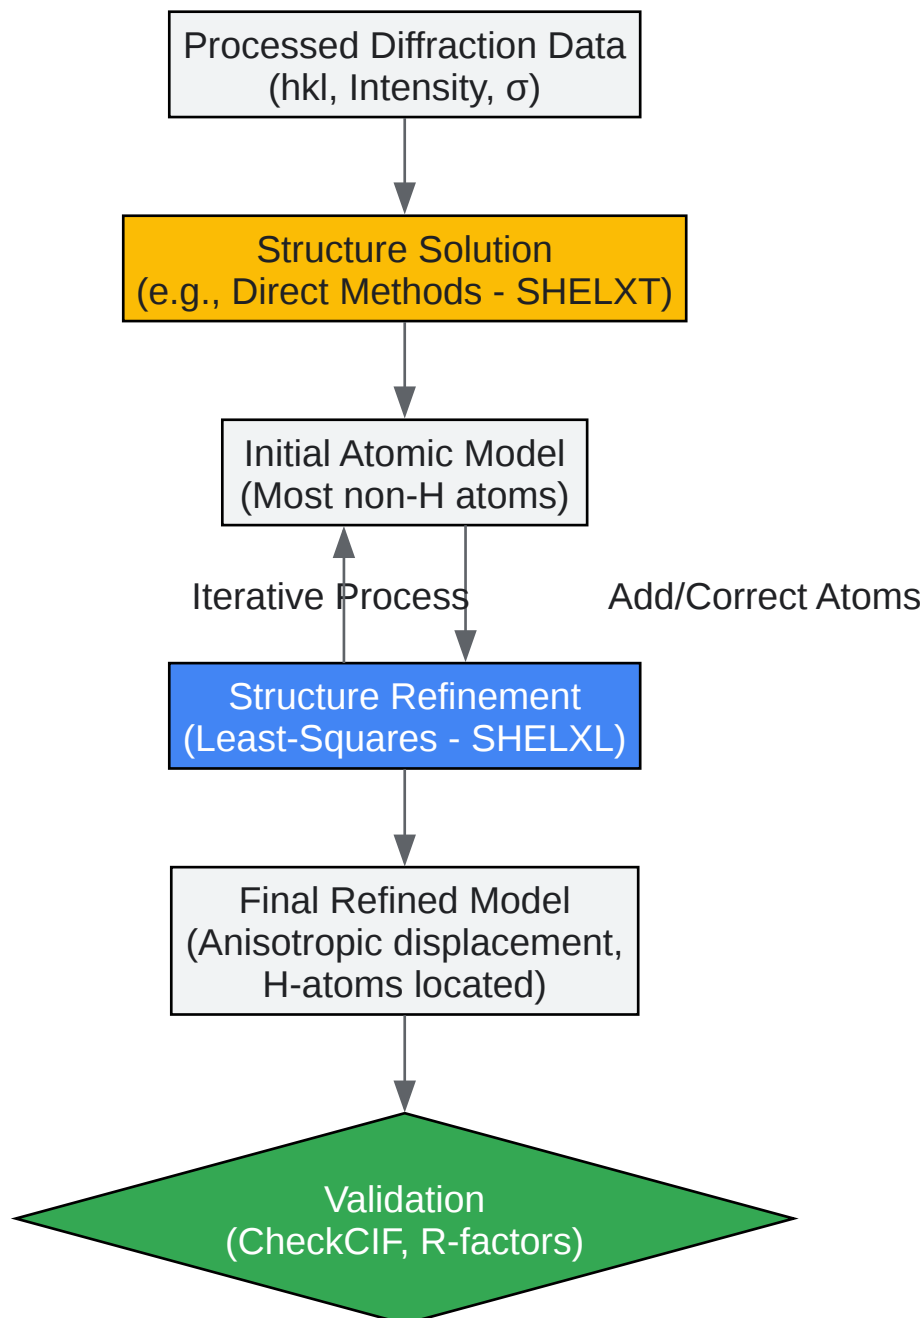 Processed Diffraction Data
(hkl, Intensity, σ)
Structure Solution
(e.g., Direct Methods - SHELXT)
Initial Atomic Model
(Most non-H atoms)
Iterative Process
Add/Correct Atoms
Structure Refinement
(Least-Squares - SHELXL)
Final Refined Model
(Anisotropic displacement,
H-atoms located)
Validation
(CheckCIF, R-factors)